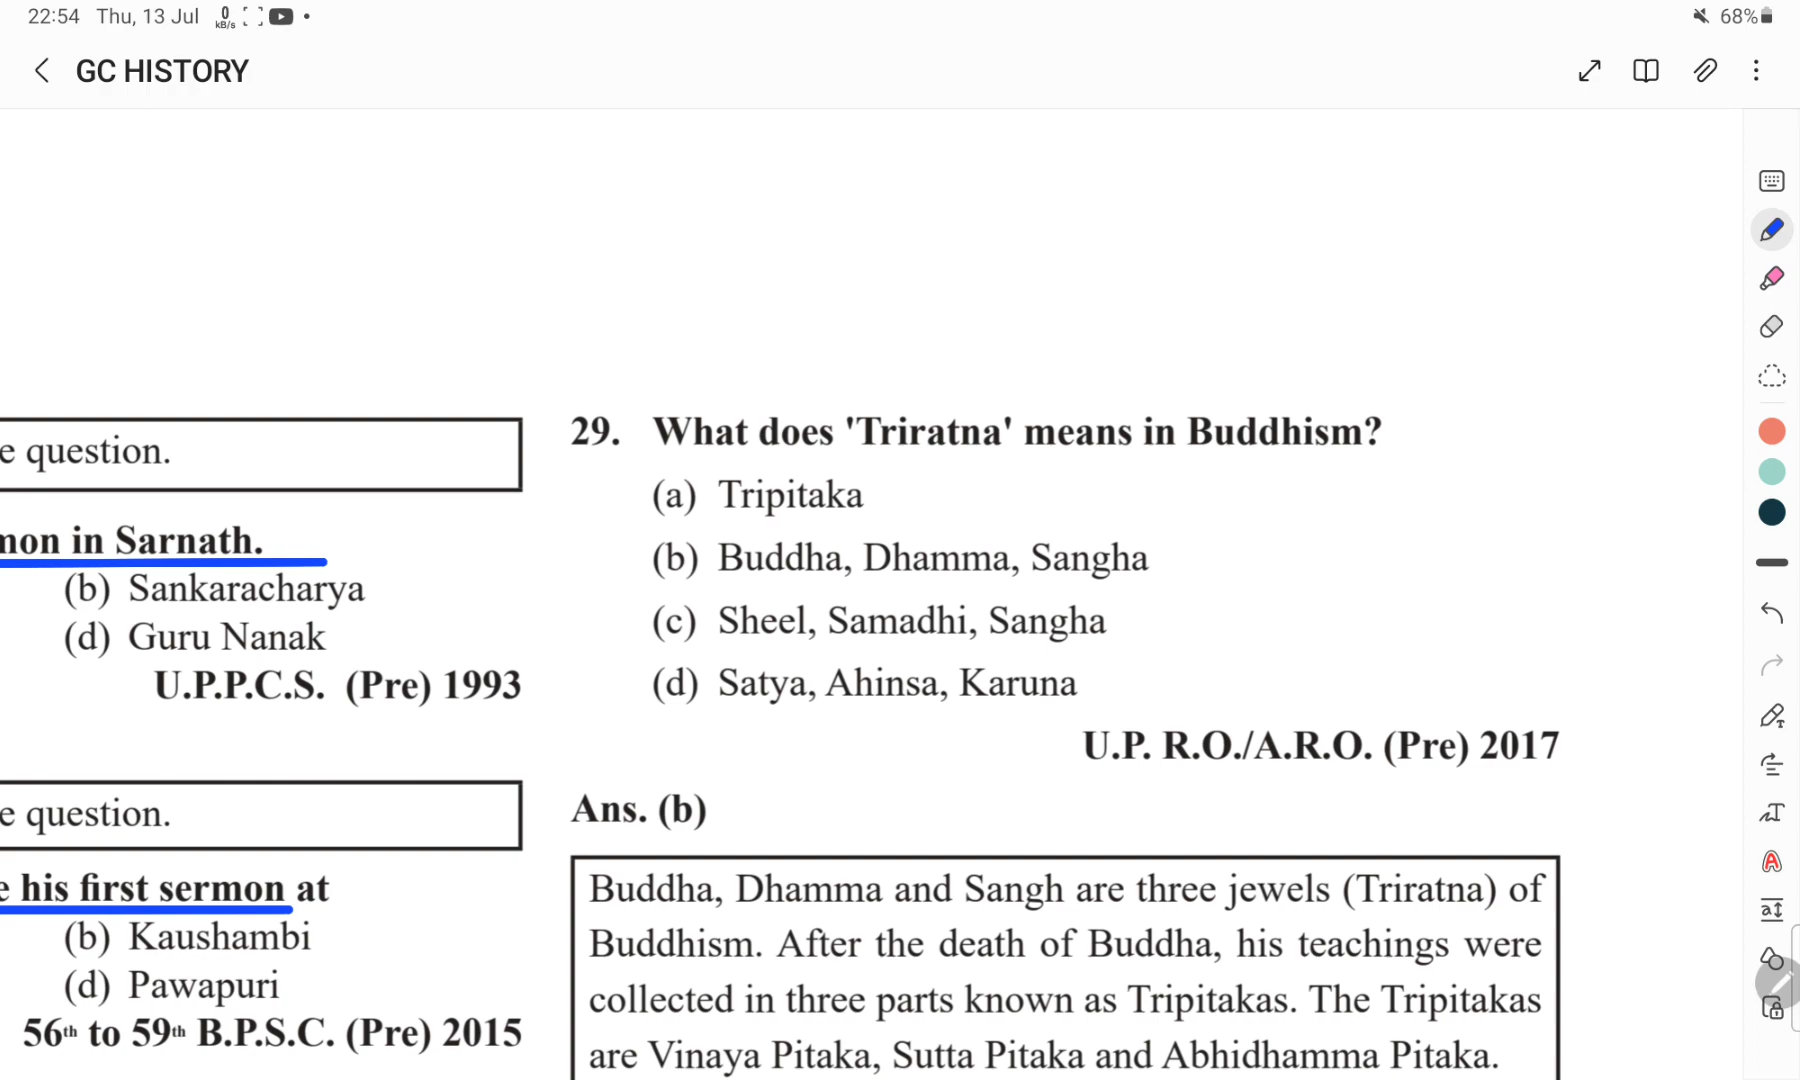 22:54 Thu, 13 Jul 0 kB/s 68%
GC HISTORY
e question.
mon in Sarnath.
(b) Sankaracharya
(d) Guru Nanak
U.P.P.C.S. (Pre) 1993
e question.
e his first sermon at
(b) Kaushambi
(d) Pawapuri
56th to 59th B.P.S.C. (Pre) 2015
29. What does 'Triratna' means in Buddhism?
(a) Tripitaka
(b) Buddha, Dhamma, Sangha
(c) Sheel, Samadhi, Sangha
(d) Satya, Ahinsa, Karuna
U.P. R.O./A.R.O. (Pre) 2017
Ans. (b)
Buddha, Dhamma and Sangh are three jewels (Triratna) of
Buddhism. After the death of Buddha, his teachings were
collected in three parts known as Tripitakas. The Tripitakas
are Vinaya Pitaka, Sutta Pitaka and Abhidhamma Pitaka.